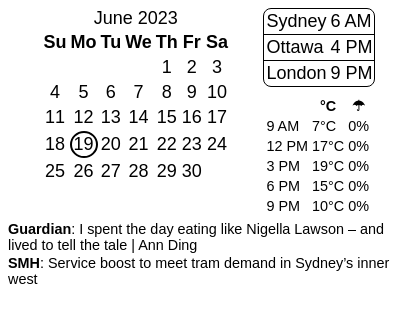 June 2023
Su Mo Tu We Th Fr Sa
1 2 3
4 5 6 7 8 9 10
11 12 13 14 15 16 17
18 19 20 21 22 23 24
25 26 27 28 29 30
Sydney 6 AM
Ottawa 4 PM
London 9 PM
°C ☂
9 AM 7°C 0%
12 PM 17°C 0%
3 PM 19°C 0%
6 PM 15°C 0%
9 PM 10°C 0%
Guardian: I spent the day eating like Nigella Lawson – and
lived to tell the tale | Ann Ding
SMH: Service boost to meet tram demand in Sydney’s inner
west